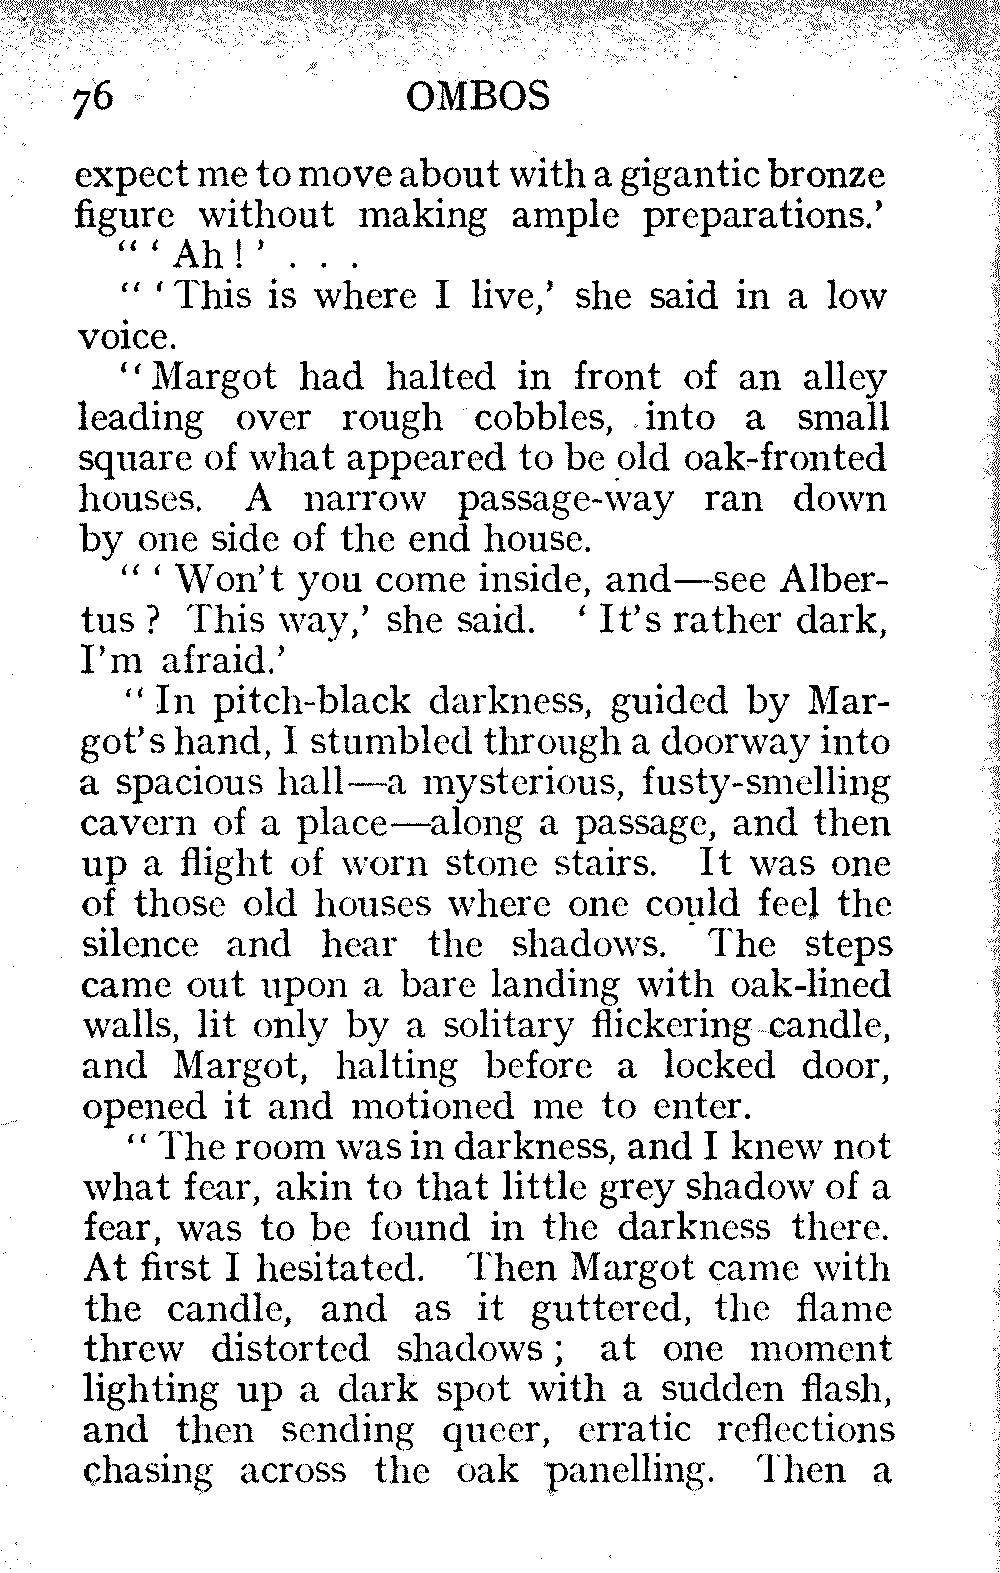 76 OMBOS
expect me to move about with a gigantic bronze
figure without making ample preparations.'
" ' Ah ! ' . . .
" ' This is where I live,' she said in a low
voice.
" Margot had halted in front of an alley
leading over rough cobbles, into a small
square of what appeared to be old oak-fronted
houses. A narrow passage-way ran down
by one side of the end house.
" ' Won't you come inside, and—see Alber-
tus ? This way,' she said. ' It's rather dark,
I'm afraid.'
" In pitch-black darkness, guided by Mar-
got's hand, I stumbled through a doorway into
a spacious hall—a mysterious, fusty-smelling
cavern of a place—along a passage, and then
up a flight of worn stone stairs. It was one
of those old houses where one could feel the
silence and hear the shadows. The steps
came out upon a bare landing with oak-lined
walls, lit only by a solitary flickering candle,
and Margot, halting before a locked door,
opened it and motioned me to enter.
" The room was in darkness, and I knew not
what fear, akin to that little grey shadow of a
fear, was to be found in the darkness there.
At first I hesitated. Then Margot came with
the candle, and as it guttered, the flame
threw distorted shadows ; at one moment
lighting up a dark spot with a sudden flash,
and then sending queer, erratic reflections
chasing across the oak panelling. Then a